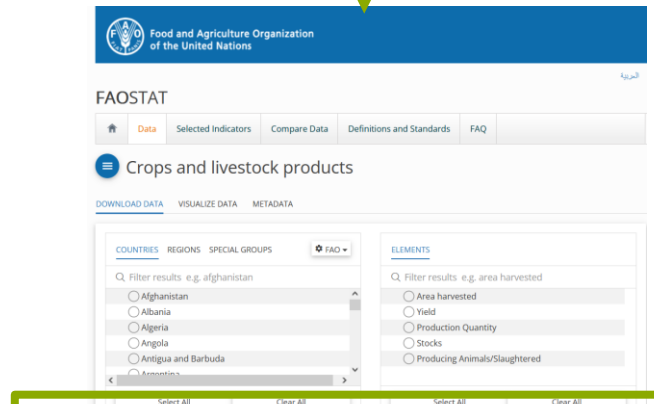 Food and Agriculture Organization
of the United Nations
العربية
FAOSTAT
Data Selected Indicators Compare Data Definitions and Standards FAQ
Crops and livestock products
DOWNLOAD DATA VISUALIZE DATA METADATA
COUNTRIES REGIONS SPECIAL GROUPS FAO
Filter results e.g. afghanistan
Afghanistan
Albania
Algeria
Angola
Antigua and Barbuda
Argentina
Select All Clear All
ELEMENTS
Filter results e.g. area harvested
Area harvested
Yield
Production Quantity
Stocks
Producing Animals/Slaughtered
Select All Clear All